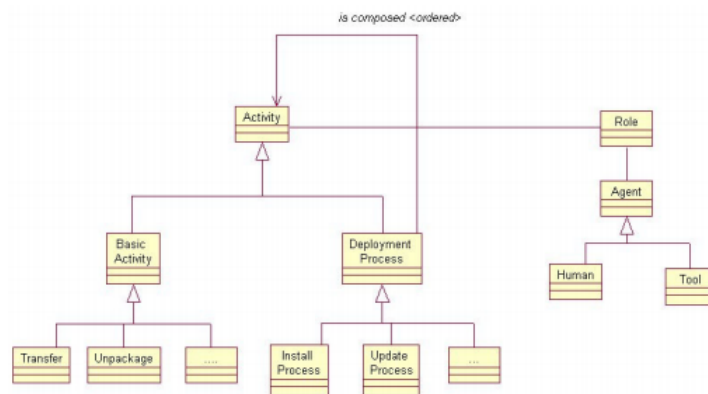 is composed <ordered>
Activity
Role
Agent
Basic
Activity
Deployment
Process
Human
Tool
Transfer
Unpackage
....
Install
Process
Update
Process
...